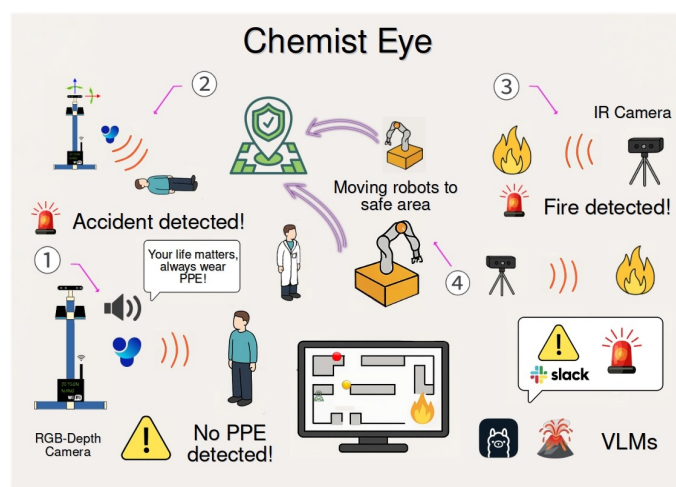 Chemist Eye
2
3
IR Camera
Moving robots to
safe area
Accident detected!
Fire detected!
1
Your life matters,
always wear
PPE!
4
slack
RGB-Depth
Camera
No PPE
detected!
VLMs